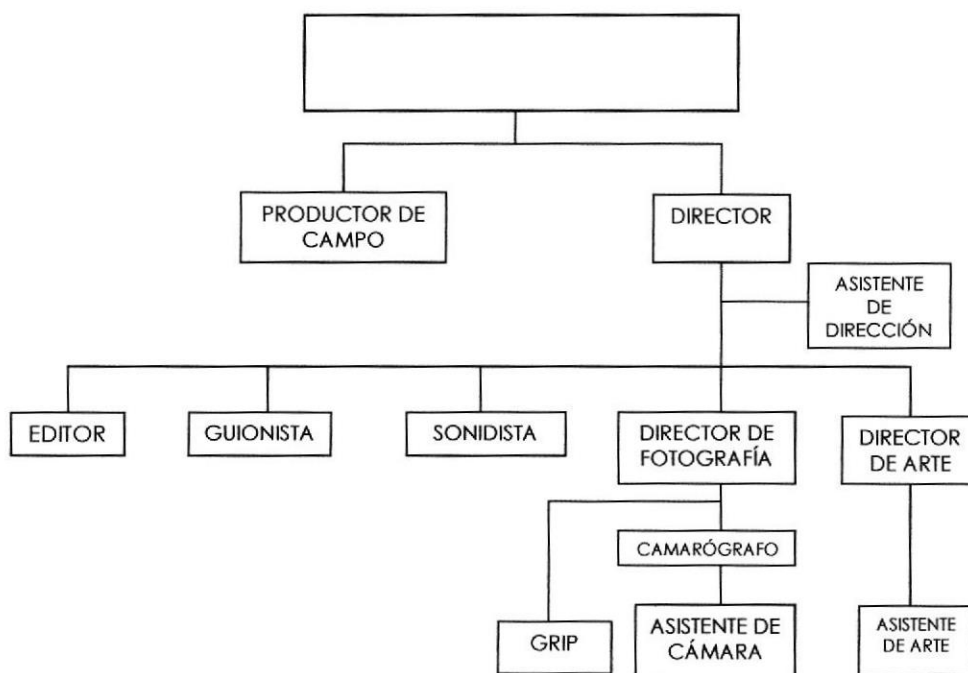 PRODUCTOR DE
CAMPO
DIRECTOR
ASISTENTE
DE
DIRECCIÓN
EDITOR
GUIONISTA
SONIDISTA
DIRECTOR DE
FOTOGRAFÍA
DIRECTOR
DE ARTE
CAMARÓGRAFO
GRIP
ASISTENTE DE
CÁMARA
ASISTENTE
DE ARTE